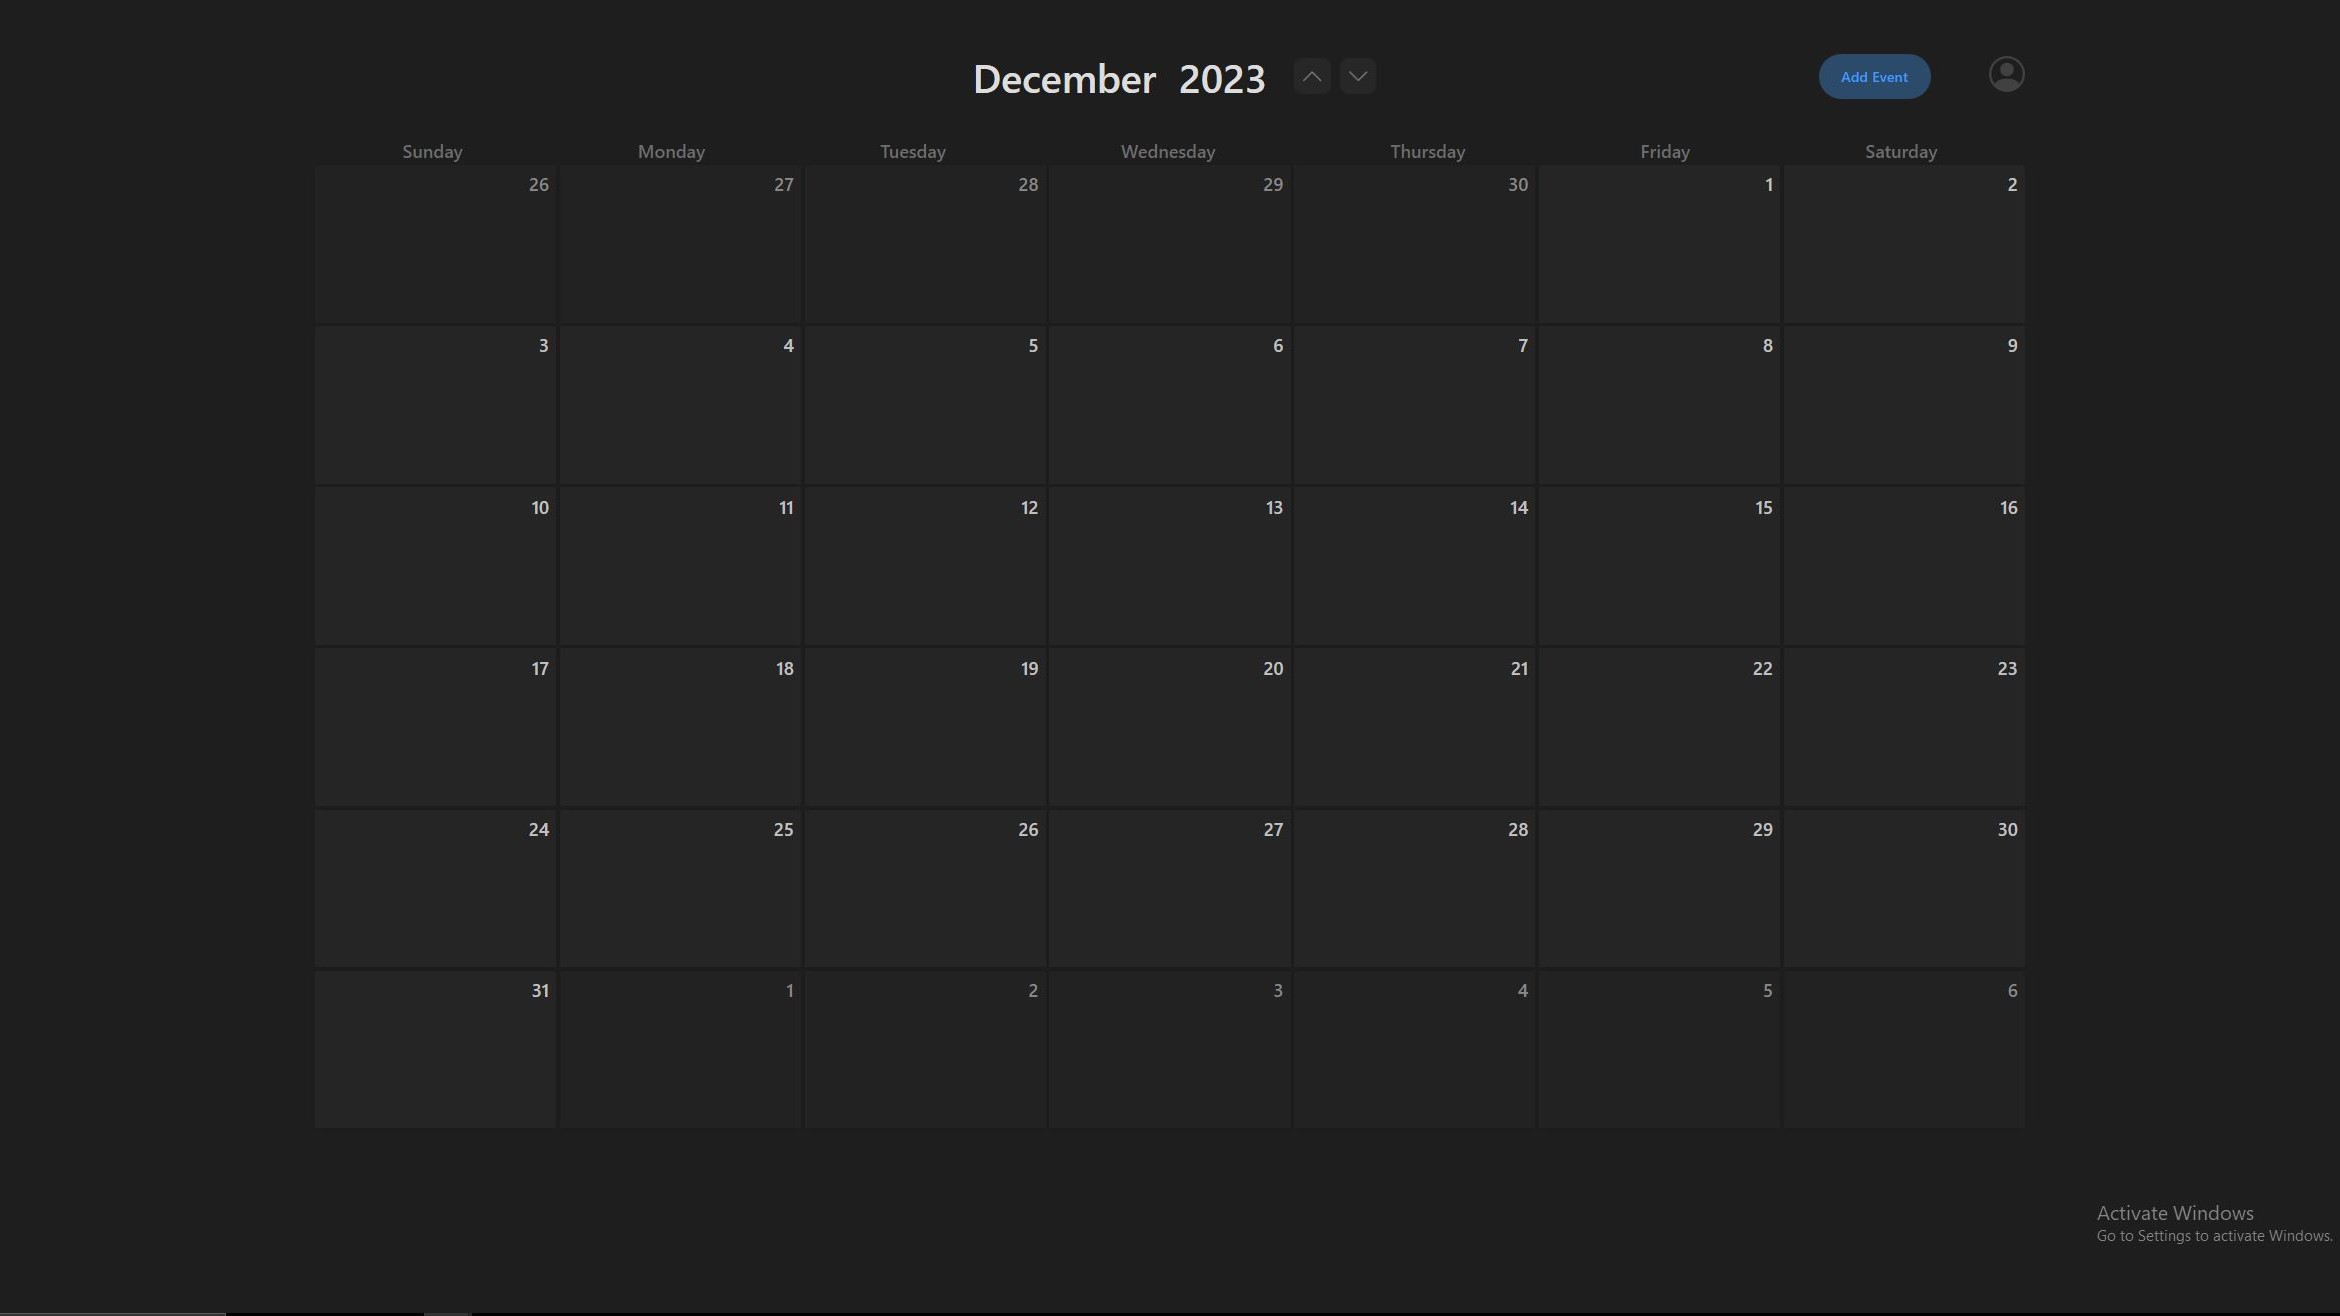 December 2023
Add Event
Sunday Monday Tuesday Wednesday Thursday Friday Saturday
26 27 28 29 30 1 2
3 4 5 6 7 8 9
10 11 12 13 14 15 16
17 18 19 20 21 22 23
24 25 26 27 28 29 30
31 1 2 3 4 5 6
Activate Windows
Go to Settings to activate Windows.